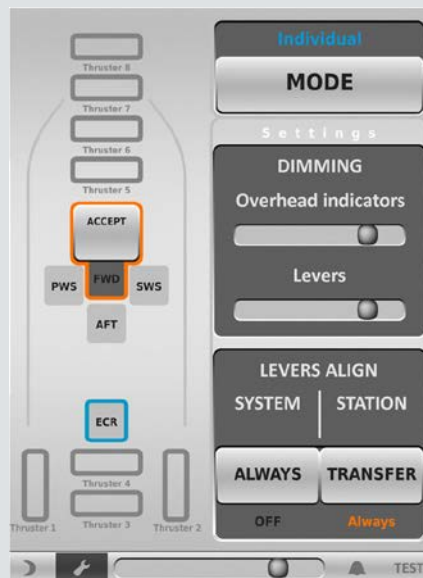 Thruster 8
Thruster 7
Thruster 6
Thruster 5
ACCEPT
PWS
FWD
SWS
AFT
ECR
Thruster 4
Thruster 1
Thruster 3
Thruster 2
Individual
MODE
Settings
DIMMING
Overhead indicators
Levers
LEVERS ALIGN
SYSTEM
STATION
ALWAYS
TRANSFER
OFF
Always
TEST